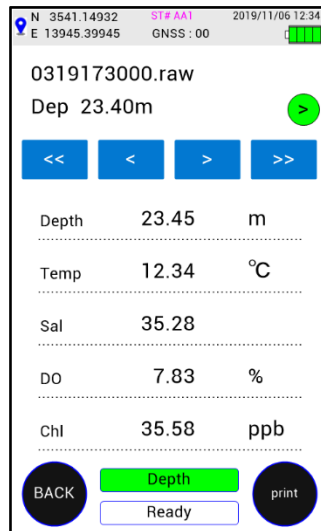 N 3541.14932 ST# AA1 2019/11/06 12:34
E 13945.39945 GNSS : 00
0319173000.raw
Dep 23.40m >
<< < > >>
Depth 23.45 m
Temp 12.34 ℃
Sal 35.28
DO 7.83 %
Chl 35.58 ppb
BACK Depth print
Ready